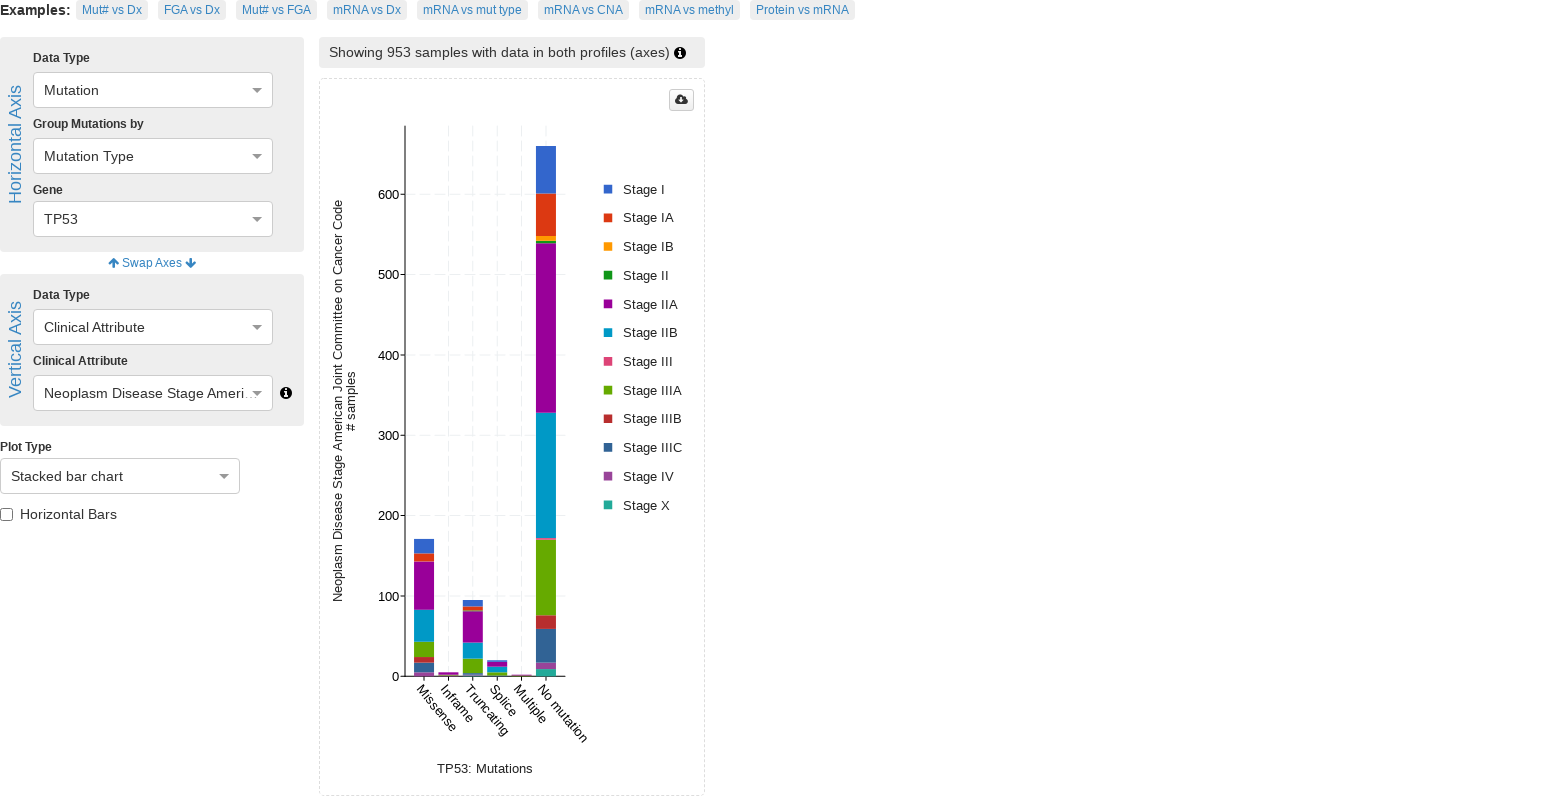 Examples: Mut# vs Dx FGA vs Dx Mut# vs FGA mRNA vs Dx mRNA vs mut type mRNA vs CNA mRNA vs methyl Protein vs mRNA
Horizontal Axis
Data Type
Mutation
Group Mutations by
Mutation Type
Gene
TP53
Swap Axes
Vertical Axis
Data Type
Clinical Attribute
Clinical Attribute
Neoplasm Disease Stage Ameri...
Plot Type
Stacked bar chart
Horizontal Bars
Showing 953 samples with data in both profiles (axes)
Neoplasm Disease Stage American Joint Committee on Cancer Code
# samples
600
500
400
300
200
100
0
Missense
Inframe
Truncating
Splice
Multiple
No mutation
TP53: Mutations
Stage I
Stage IA
Stage IB
Stage II
Stage IIA
Stage IIB
Stage III
Stage IIIA
Stage IIIB
Stage IIIC
Stage IV
Stage X